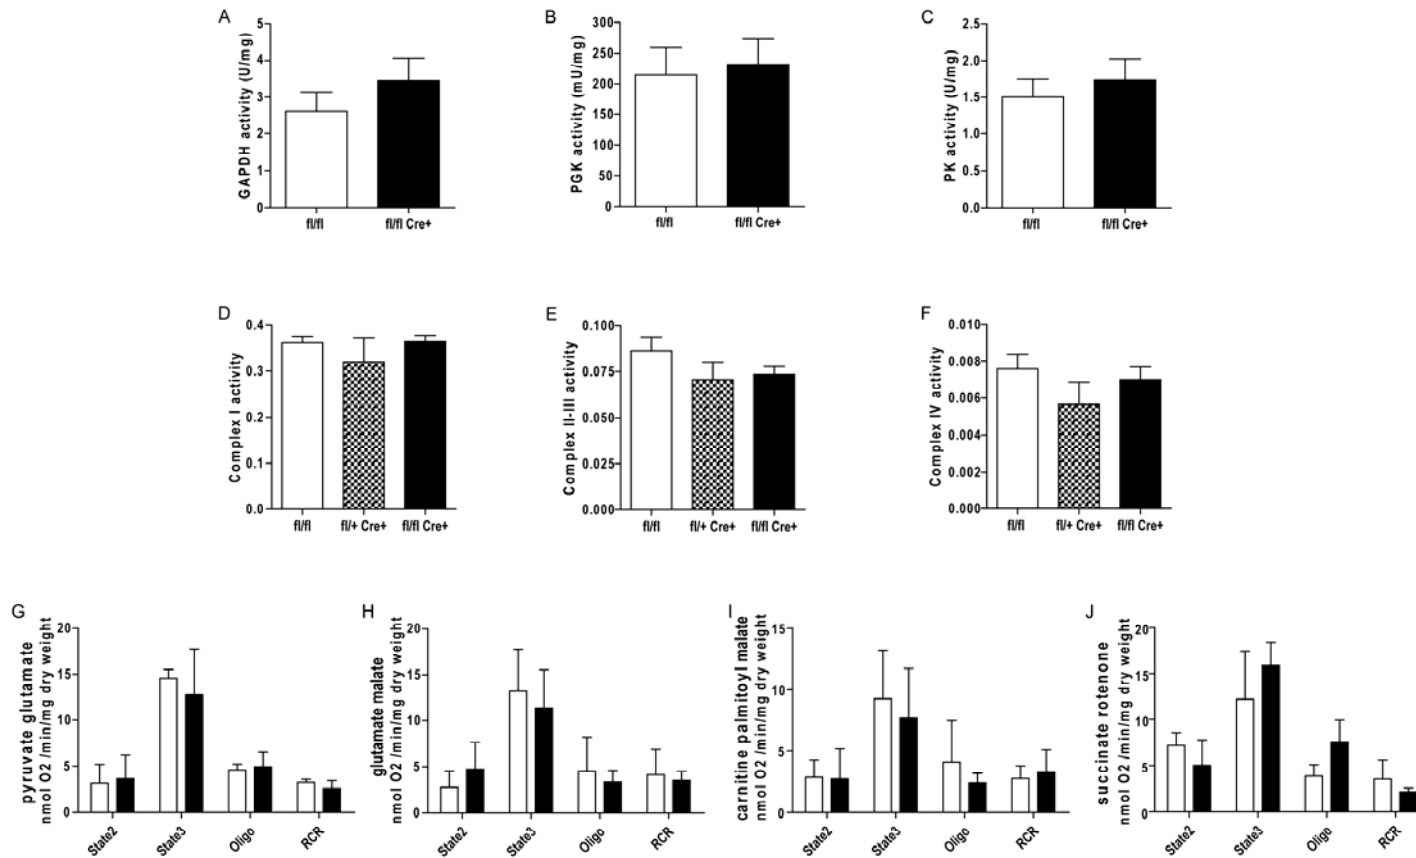 A
GAPDH activity (U/mg)
5
4
3
2
1
0
fl/fl
fl/fl Cre+
B
PGK activity (mU/mg)
300
250
200
150
100
50
0
fl/fl
fl/fl Cre+
C
PK activity (U/mg)
2.5
2.0
1.5
1.0
0.5
0.0
fl/fl
fl/fl Cre+
D
Complex I activity
0.4
0.3
0.2
0.1
0.0
fl/fl
fl/+ Cre+
fl/fl Cre+
E
Complex II-III activity
0.100
0.075
0.050
0.025
0.000
fl/fl
fl/+ Cre+
fl/fl Cre+
F
Complex IV activity
0.010
0.008
0.006
0.004
0.002
0.000
fl/fl
fl/+ Cre+
fl/fl Cre+
G
pyruvate glutamate
nmol O2 /min/mg dry weight
20
15
10
5
0
State2
State3
Oligo
RCR
H
glutamate malate
nmol O2 /min/mg dry weight
20
15
10
5
0
State2
State3
Oligo
RCR
I
carnitine palmitoyl malate
nmol O2 /min/mg dry weight
15
10
5
0
State2
State3
Oligo
RCR
J
succinate rotenone
nmol O2 /min/mg dry weight
20
15
10
5
0
State2
State3
Oligo
RCR